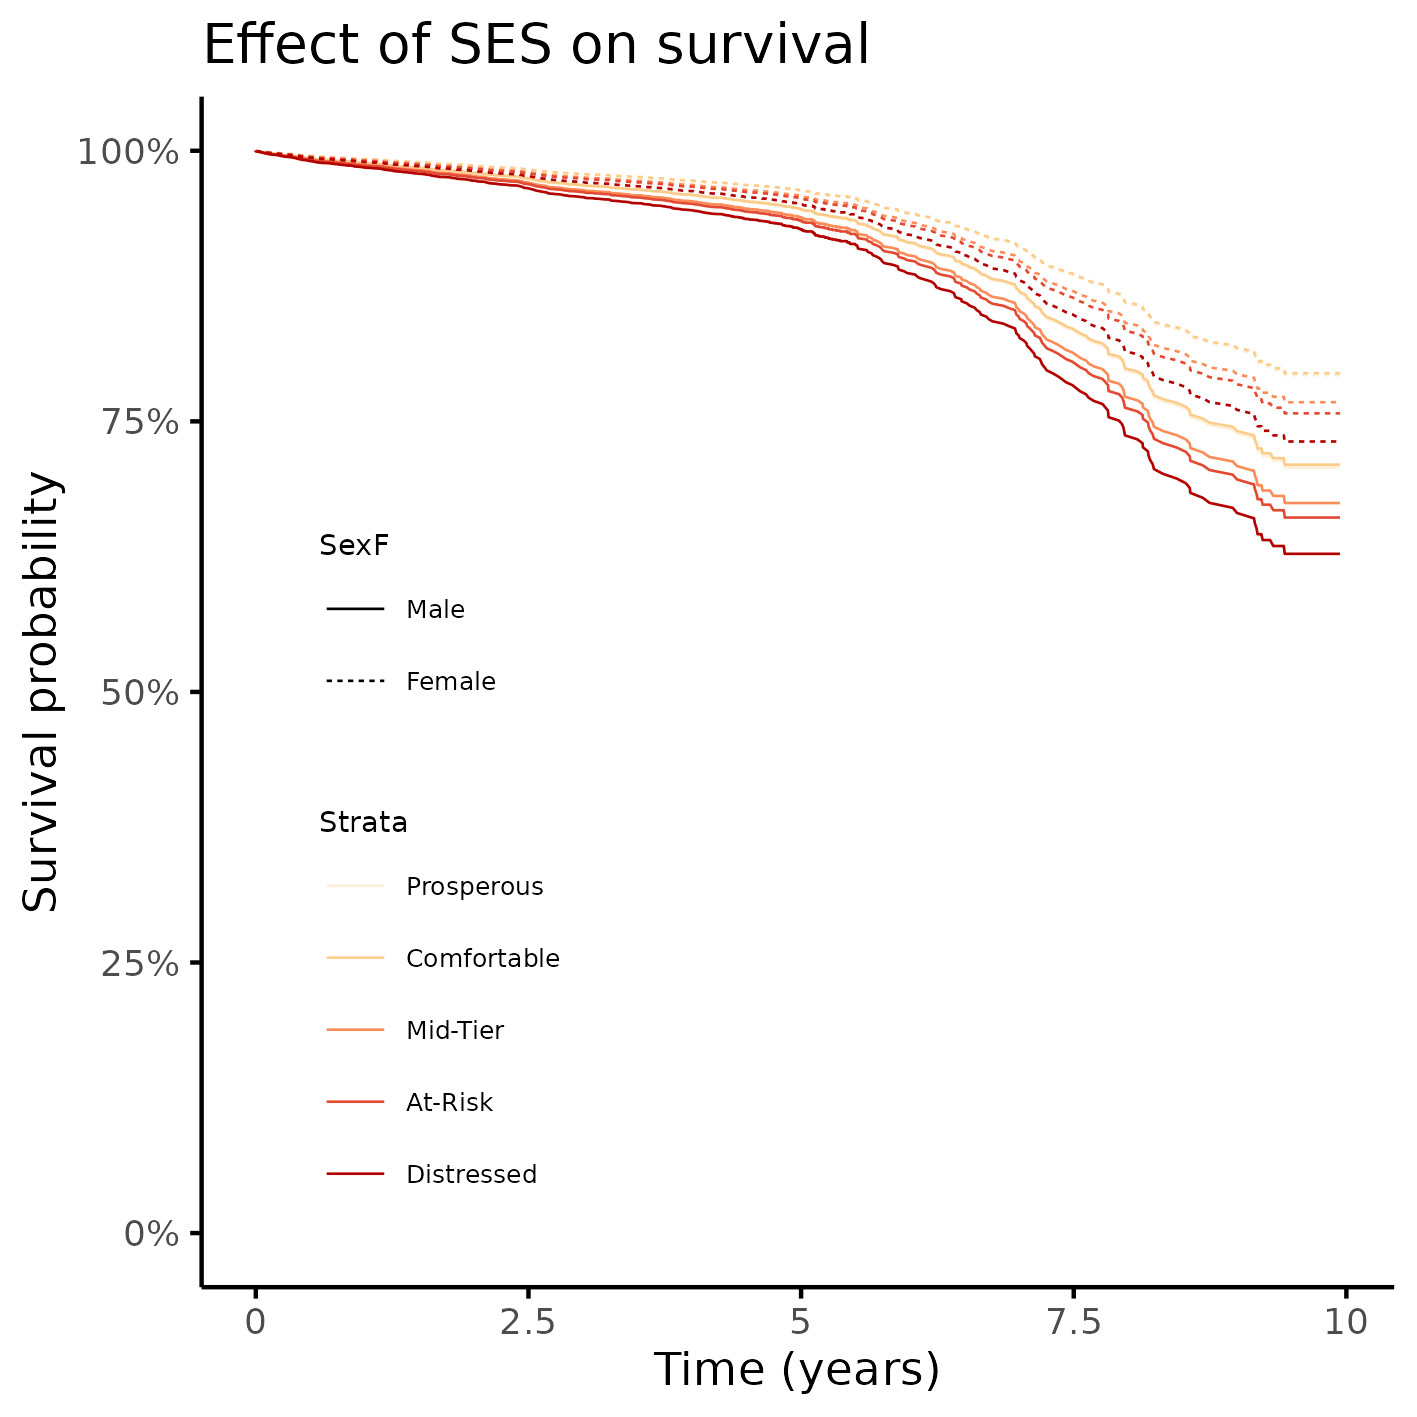 Effect of SES on survival
Survival probability
100%
75%
50%
25%
0%
SexF
Male
Female
Strata
Prosperous
Comfortable
Mid-Tier
At-Risk
Distressed
0 2.5 5 7.5 10
Time (years)